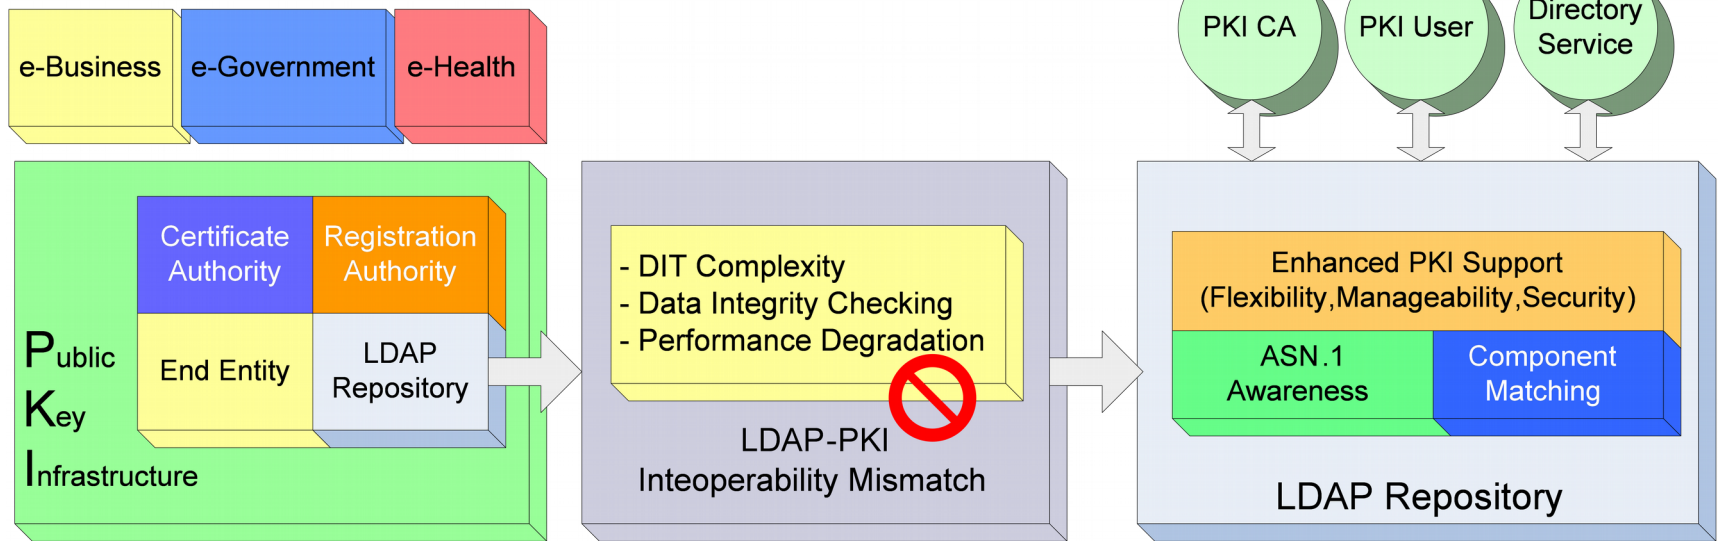 e-Business
e-Government
e-Health
Certificate
Authority
Registration
Authority
End Entity
LDAP
Repository
Public
Key
Infrastructure
- DIT Complexity
- Data Integrity Checking
- Performance Degradation
LDAP-PKI
Inteoperability Mismatch
PKI CA
PKI User
Directory
Service
Enhanced PKI Support
(Flexibility,Manageability,Security)
ASN.1
Awareness
Component
Matching
LDAP Repository